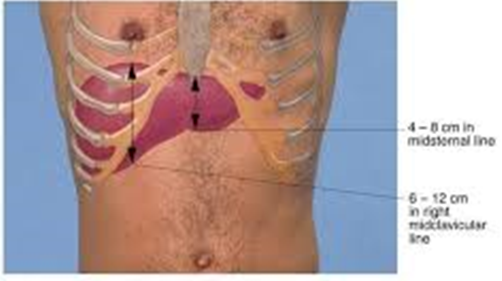 4 – 8 cm in
midsternal line
6 – 12 cm
in right
midclavicular
line